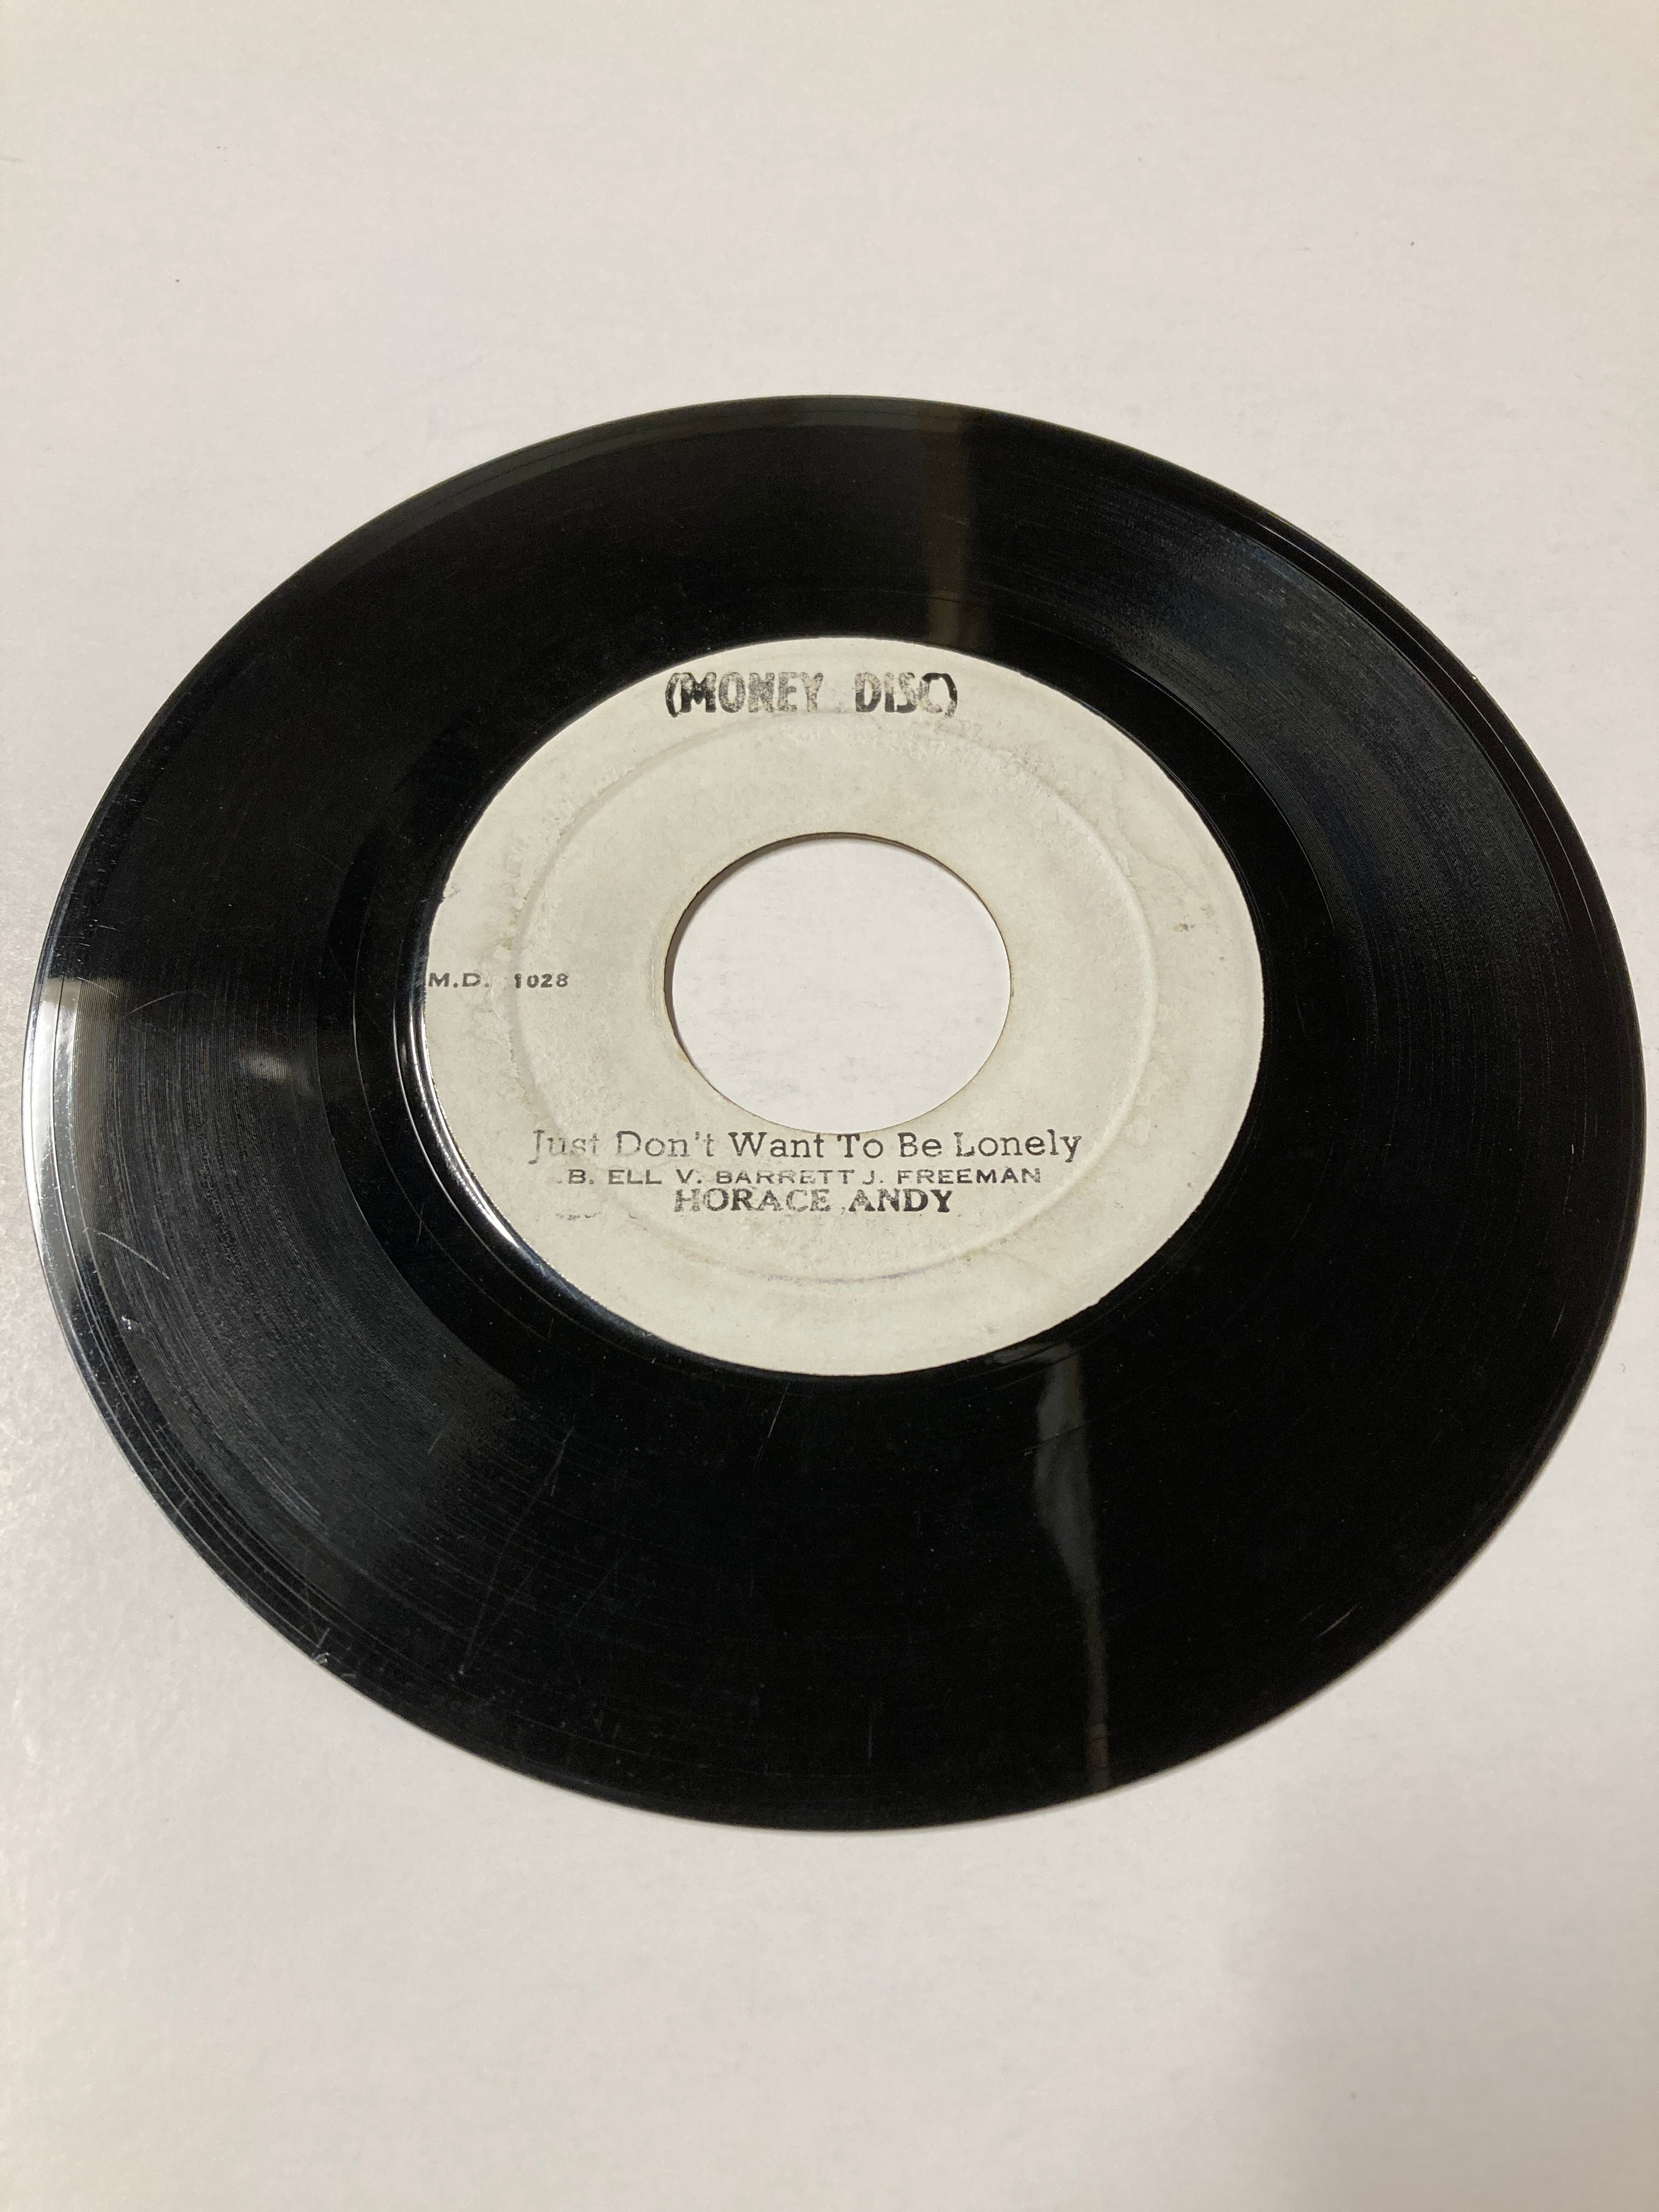 (MONEY DISC)
M.D. 1028
Just Don't Want To Be Lonely
B. ELL V. BARRETT J. FREEMAN
HORACE ANDY